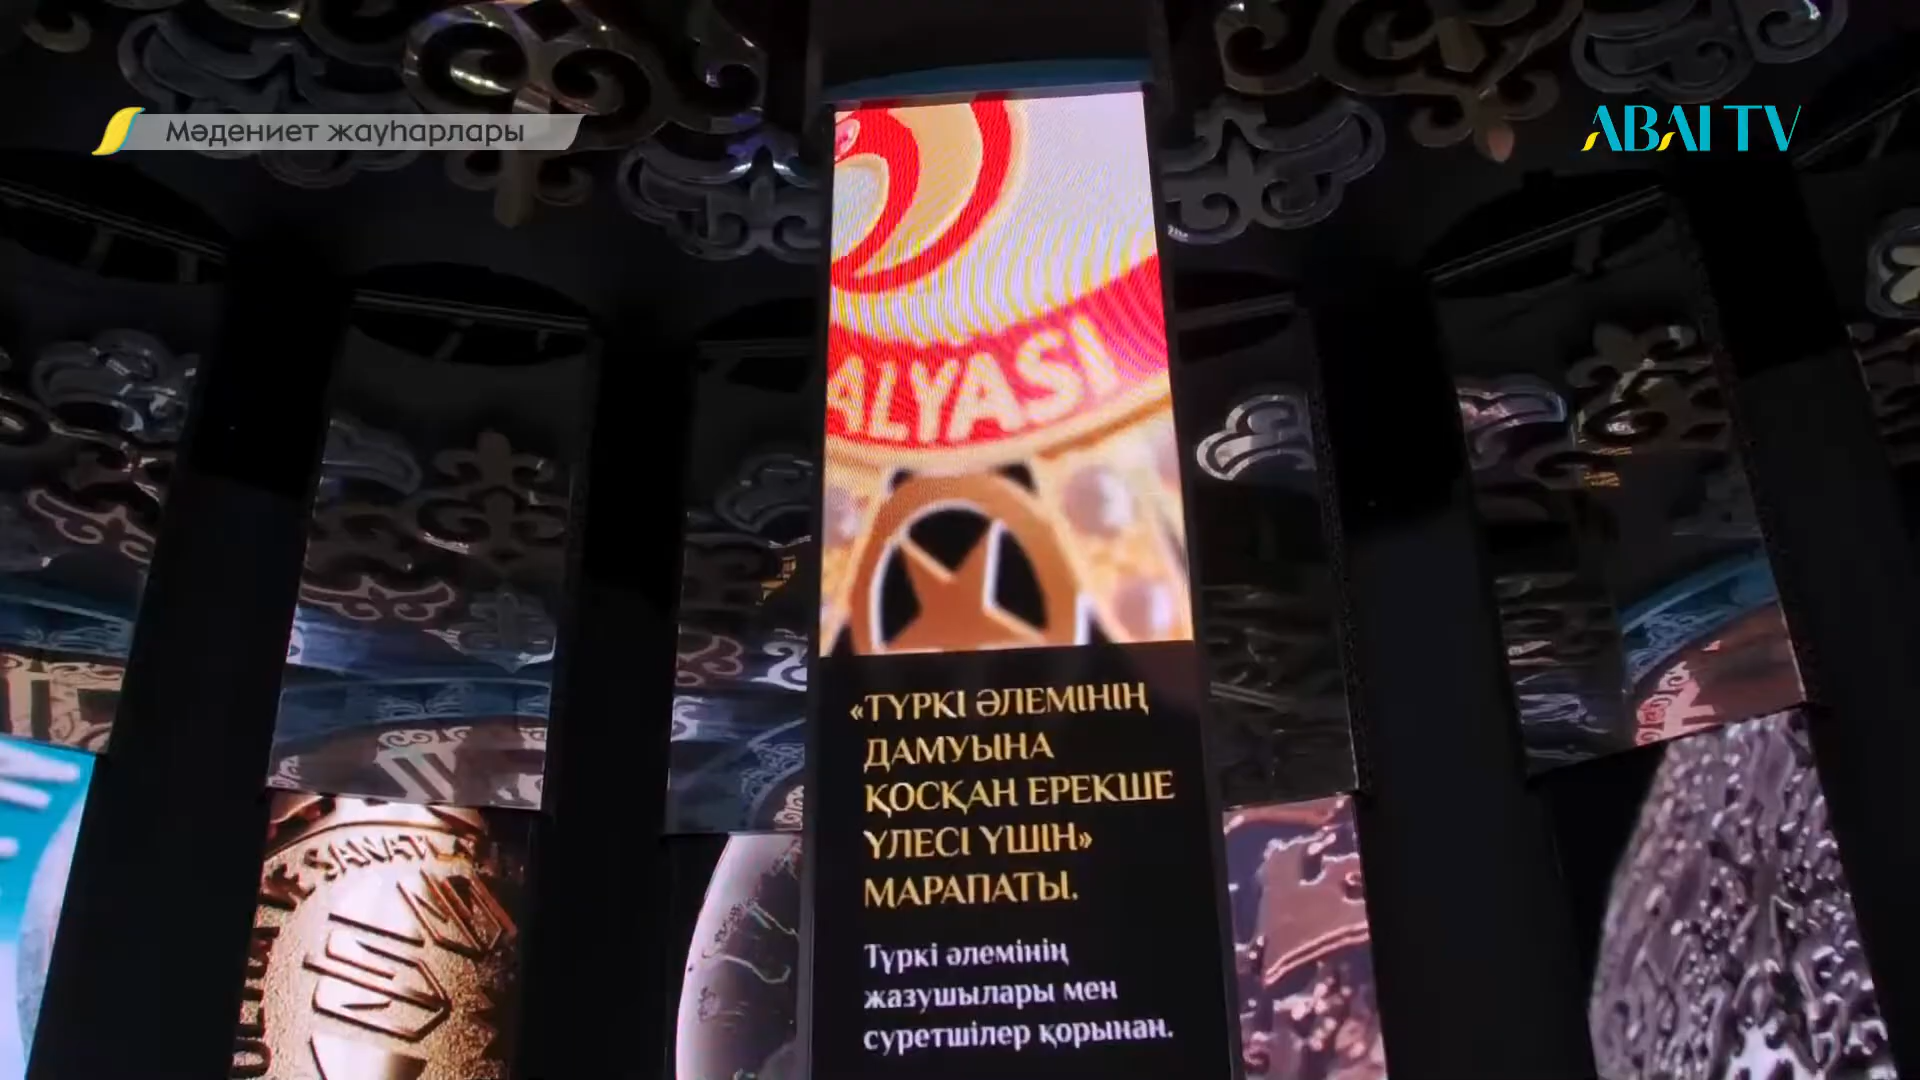 Мәдениет жауһарлары
ABAI TV
ALYASI
«ТҮРКІ ӘЛЕМІНІҢ
ДАМУЫНА
ҚОСҚАН ЕРЕКШЕ
ҮЛЕСІ ҮШІН»
МАРАПАТЫ.
Түркі әлемінің
жазушылары мен
суретшілер қорынан.
SANATÇ